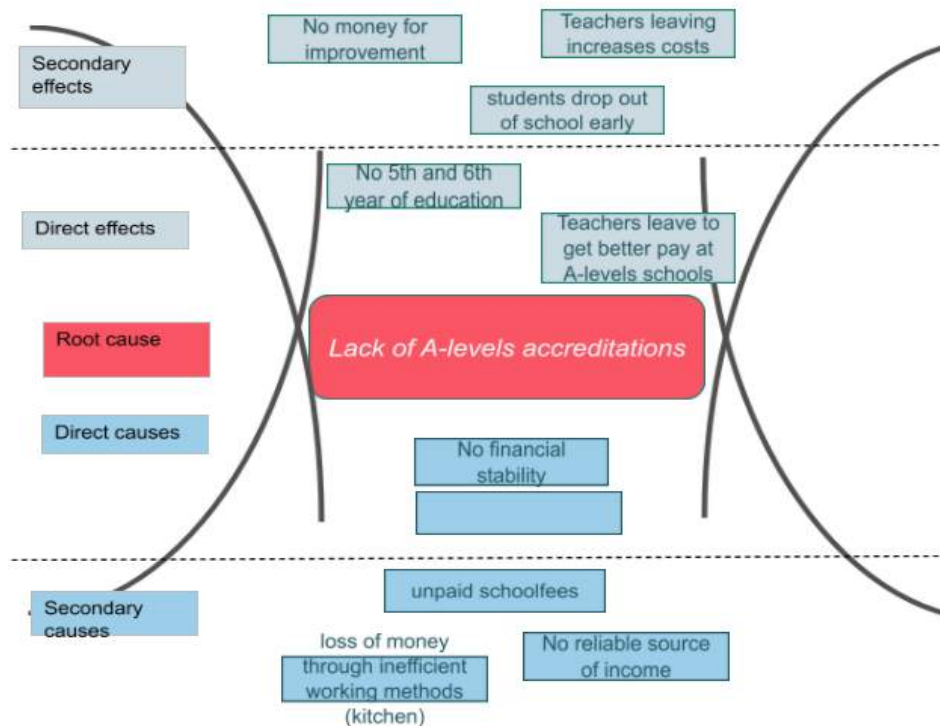 No money for
improvement
Teachers leaving
increases costs
Secondary
effects
students drop out
of school early
No 5th and 6th
year of education
Direct effects
Teachers leave to
get better pay at
A-levels schools
Root cause
Lack of A-levels accreditations
Direct causes
No financial
stability
unpaid schoolfees
Secondary
causes
loss of money
through inefficient
working methods
(kitchen)
No reliable source
of income